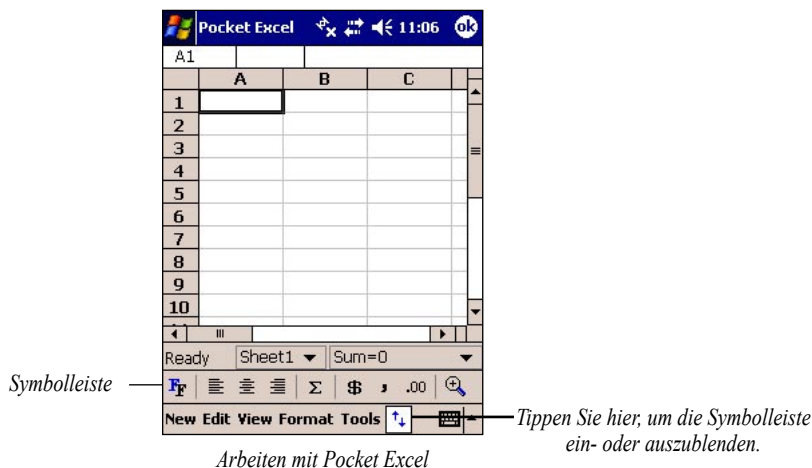 Pocket Excel 11:06 ok
A1
A B C
1
2
3
4
5
6
7
8
9
10
Ready Sheet1 Sum=0
Symbolleiste
FF Σ $ , .00
New Edit View Format Tools
Tippen Sie hier, um die Symbolleiste
ein- oder auszublenden.
Arbeiten mit Pocket Excel